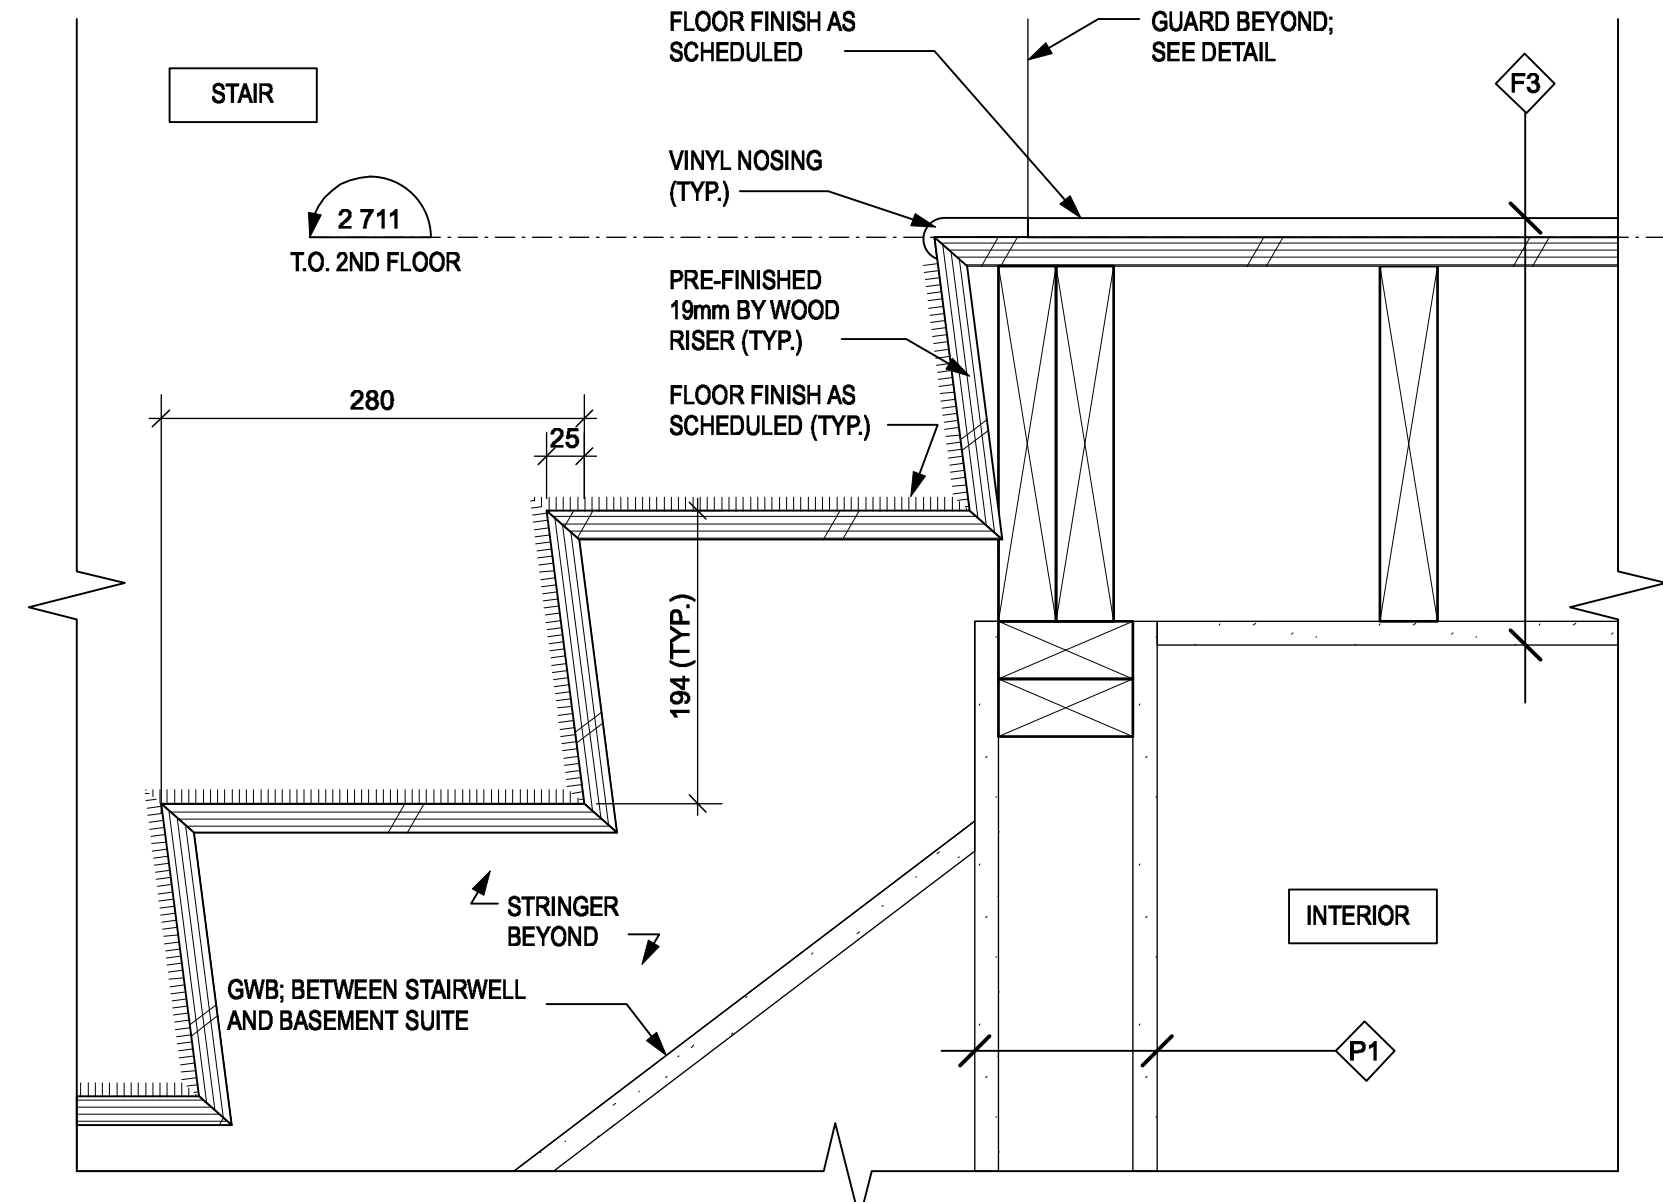 FLOOR FINISH AS
SCHEDULED
GUARD BEYOND;
SEE DETAIL
STAIR
F3
VINYL NOSING
(TYP.)
2 711
T.O. 2ND FLOOR
PRE-FINISHED
19mm BY WOOD
RISER (TYP.)
FLOOR FINISH AS
SCHEDULED (TYP.)
280
25
194 (TYP.)
STRINGER
BEYOND
INTERIOR
GWB; BETWEEN STAIRWELL
AND BASEMENT SUITE
P1